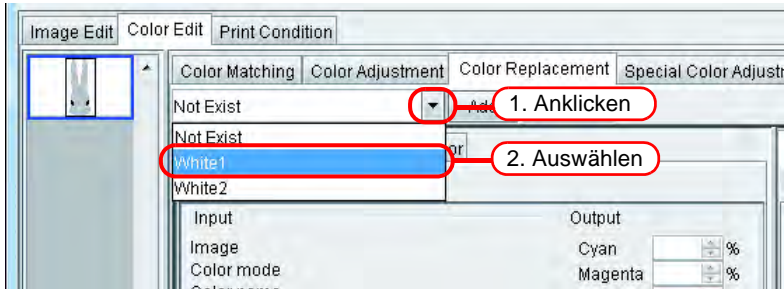 Image Edit Color Edit Print Condition
Color Matching Color Adjustment Color Replacement Special Color Adjust
Not Exist
1. Anklicken
Not Exist
White1
2. Auswählen
White2
Input Output
Image Cyan %
Color mode Magenta %